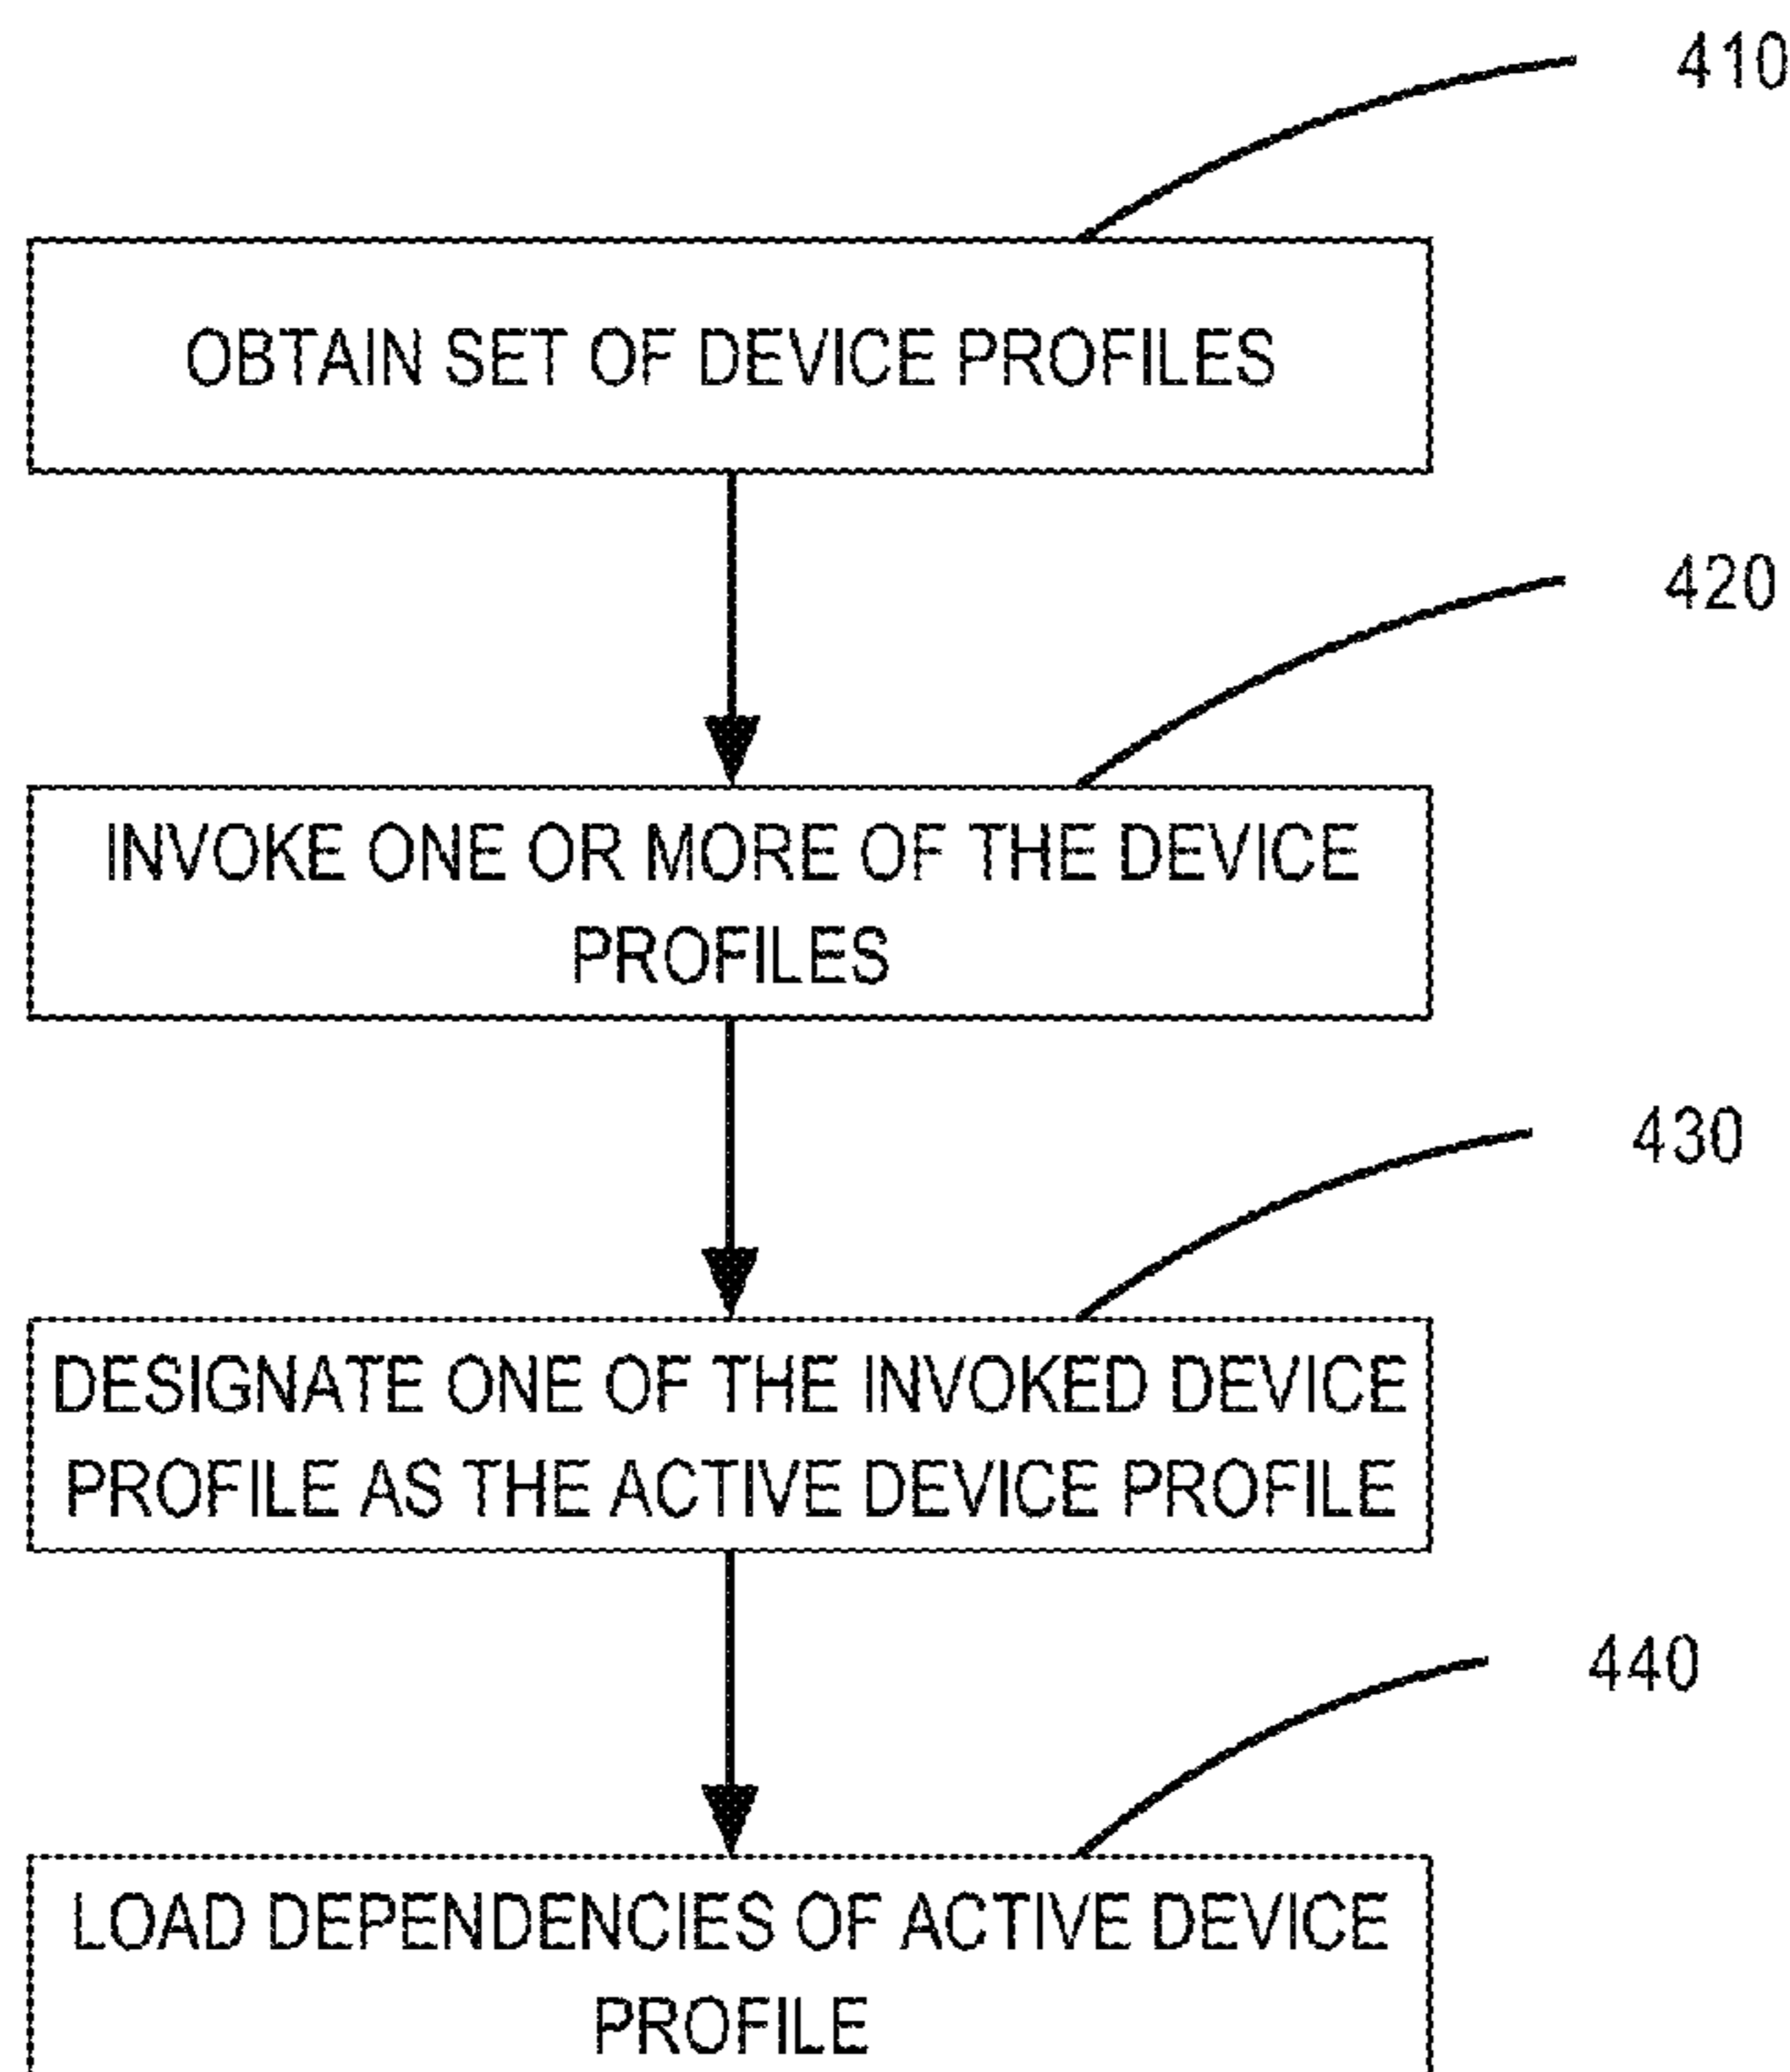 410
OBTAIN SET OF DEVICE PROFILES
420
INVOKE ONE OR MORE OF THE DEVICE
PROFILES
430
DESIGNATE ONE OF THE INVOKED DEVICE
PROFILE AS THE ACTIVE DEVICE PROFILE
440
LOAD DEPENDENCIES OF ACTIVE DEVICE
PROFILE